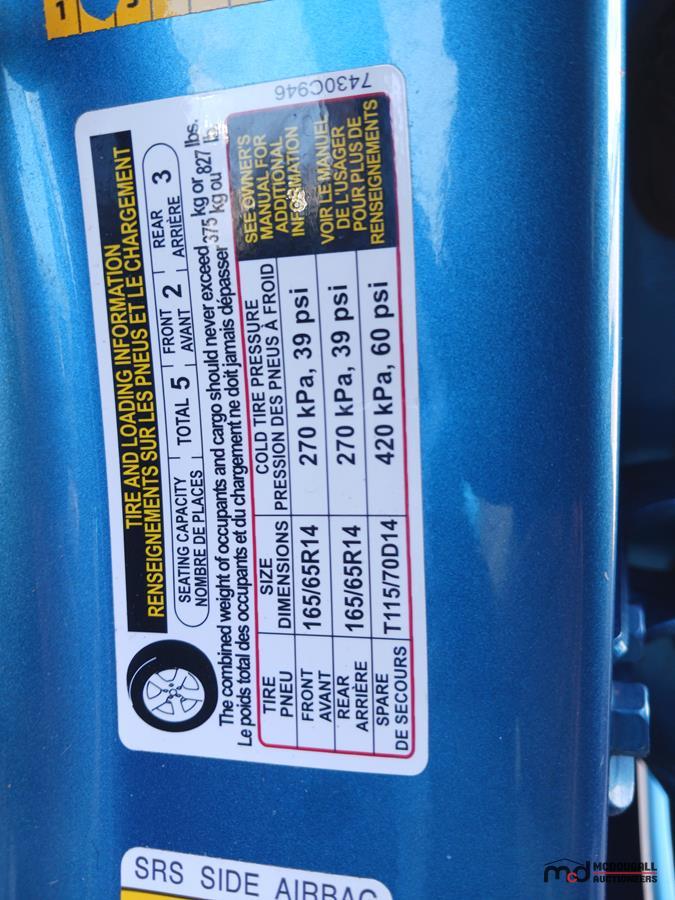 1 5
7430C946
TIRE AND LOADING INFORMATION
RENSEIGNEMENTS SUR LES PNEUS ET LE CHARGEMENT
SEATING CAPACITY TOTAL 5 FRONT 2 REAR 3
NOMBRE DE PLACES AVANT ARRIÈRE
The combined weight of occupants and cargo should never exceed 375 kg or 827 lbs.
Le poids total des occupants et du chargement ne doit jamais dépasser kg ou lb.
TIRE SIZE COLD TIRE PRESSURE
PNEU DIMENSIONS PRESSION DES PNEUS À FROID
FRONT 165/65R14 270 kPa, 39 psi
AVANT
REAR 165/65R14 270 kPa, 39 psi
ARRIÈRE
SPARE T115/70D14 420 kPa, 60 psi
DE SECOURS
SEE OWNER'S
MANUAL FOR
ADDITIONAL
INFORMATION
VOIR LE MANUEL
DE L'USAGER
POUR PLUS DE
RENSEIGNEMENTS
SRS SIDE AIRBAG
mcd MCDOUGALL
AUCTIONEERS